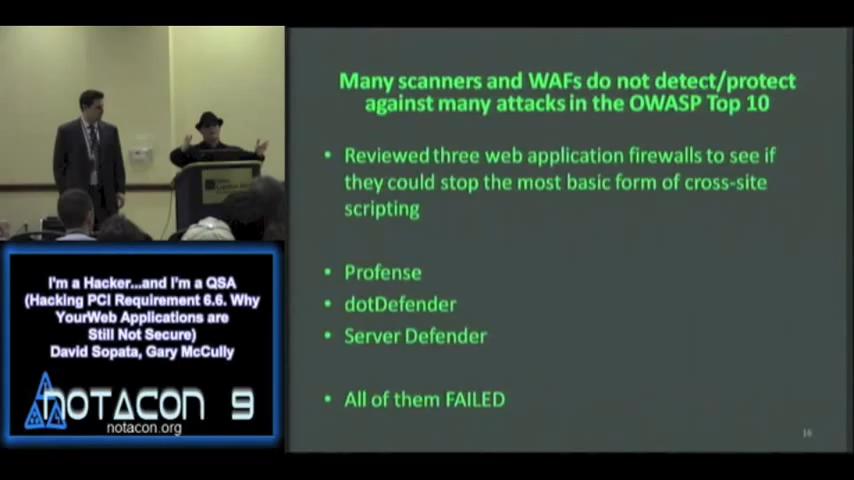 Many scanners and WAFs do not detect/protect
against many attacks in the OWASP Top 10
• Reviewed three web application firewalls to see if
they could stop the most basic form of cross-site
scripting
• Profense
• dotDefender
• Server Defender
• All of them FAILED
16
I'm a Hacker...and I'm a QSA
(Hacking PCI Requirement 6.6. Why
YourWeb Applications are
Still Not Secure)
David Sopata, Gary McCully
NOTACON 9
notacon.org